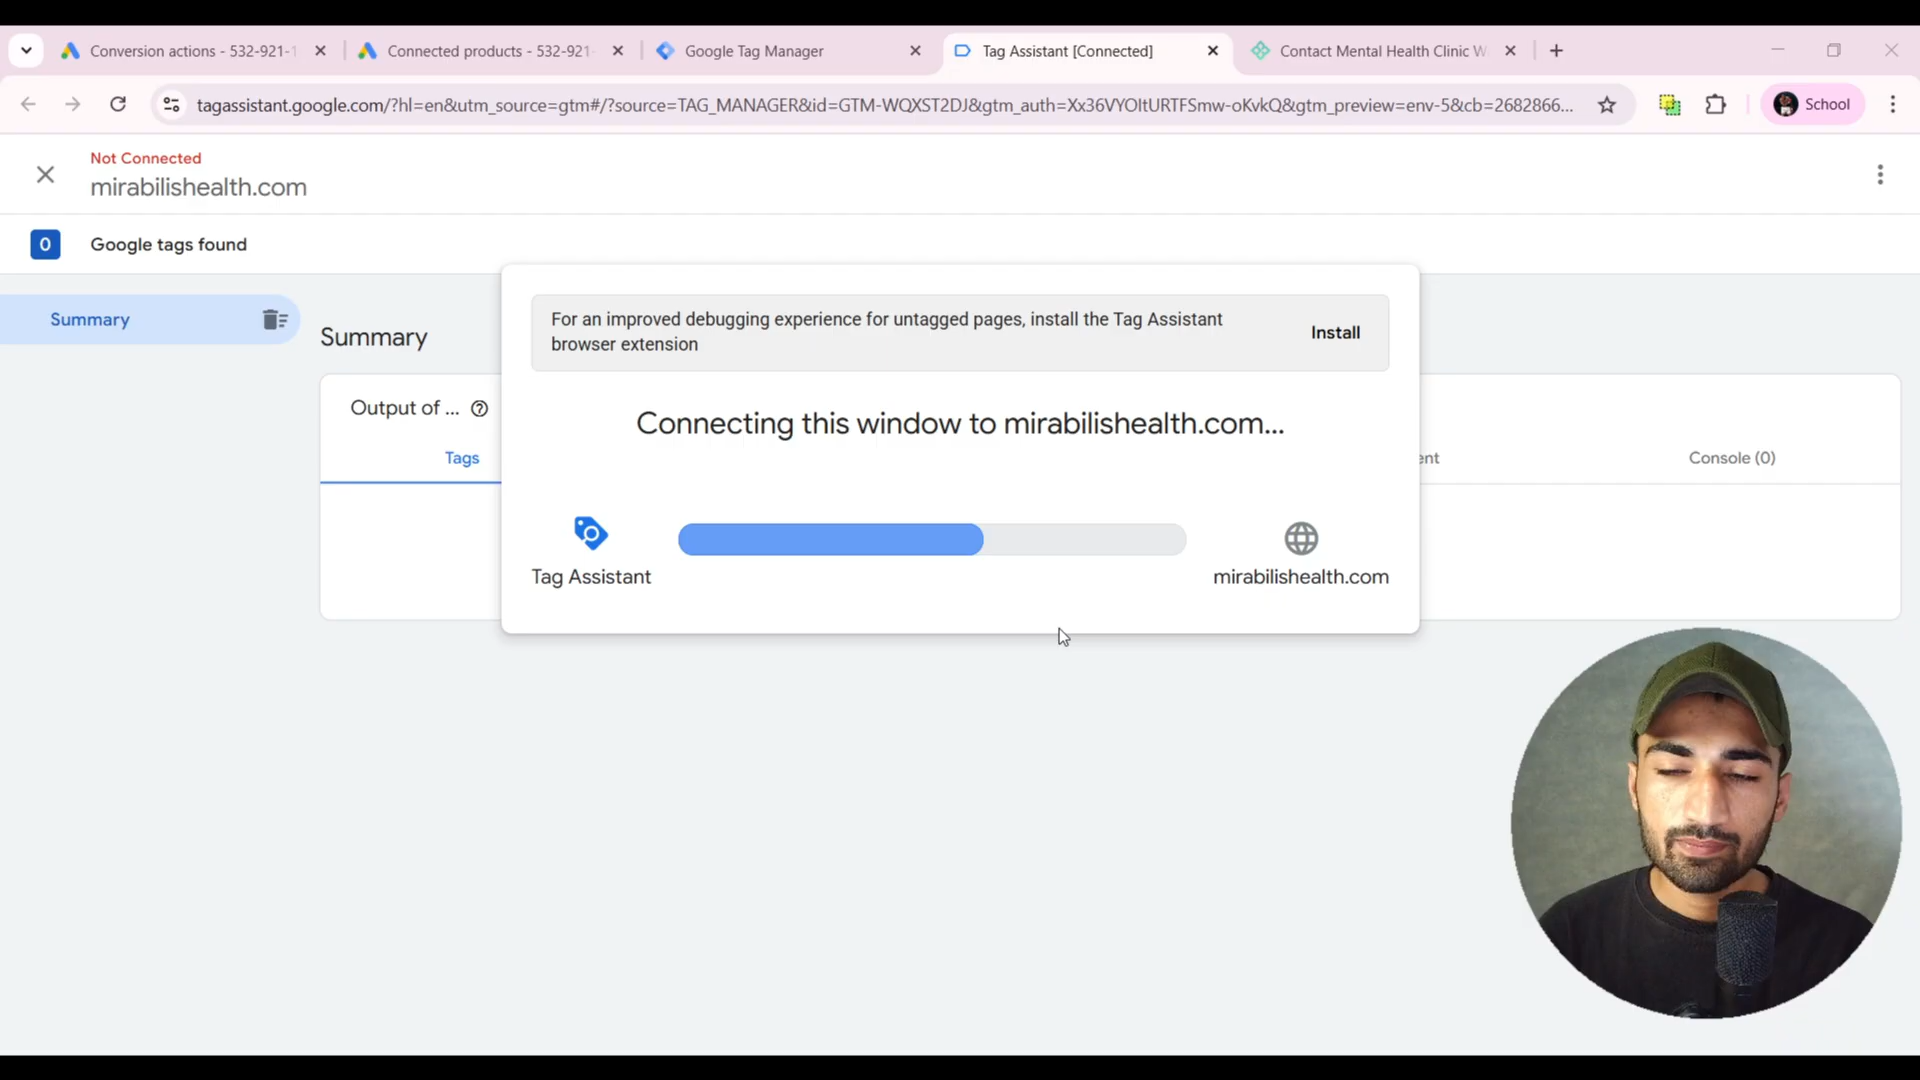 Conversion actions - 532-921-1
Connected products - 532-921-
Google Tag Manager
Tag Assistant [Connected]
Contact Mental Health Clinic W
tagassistant.google.com/?hl=en&utm_source=gtm#/?source=TAG_MANAGER&id=GTM-WQXST2DJ&gtm_auth=Xx36VYOltURTFSmw-oKvkQ&gtm_preview=env-5&cb=2682866...
School
Not Connected
mirabilishealth.com
0
Google tags found
Summary
Summary
For an improved debugging experience for untagged pages, install the Tag Assistant
browser extension
Install
Output of ...
Connecting this window to mirabilishealth.com...
Tags
ent
Console (0)
Tag Assistant
mirabilishealth.com